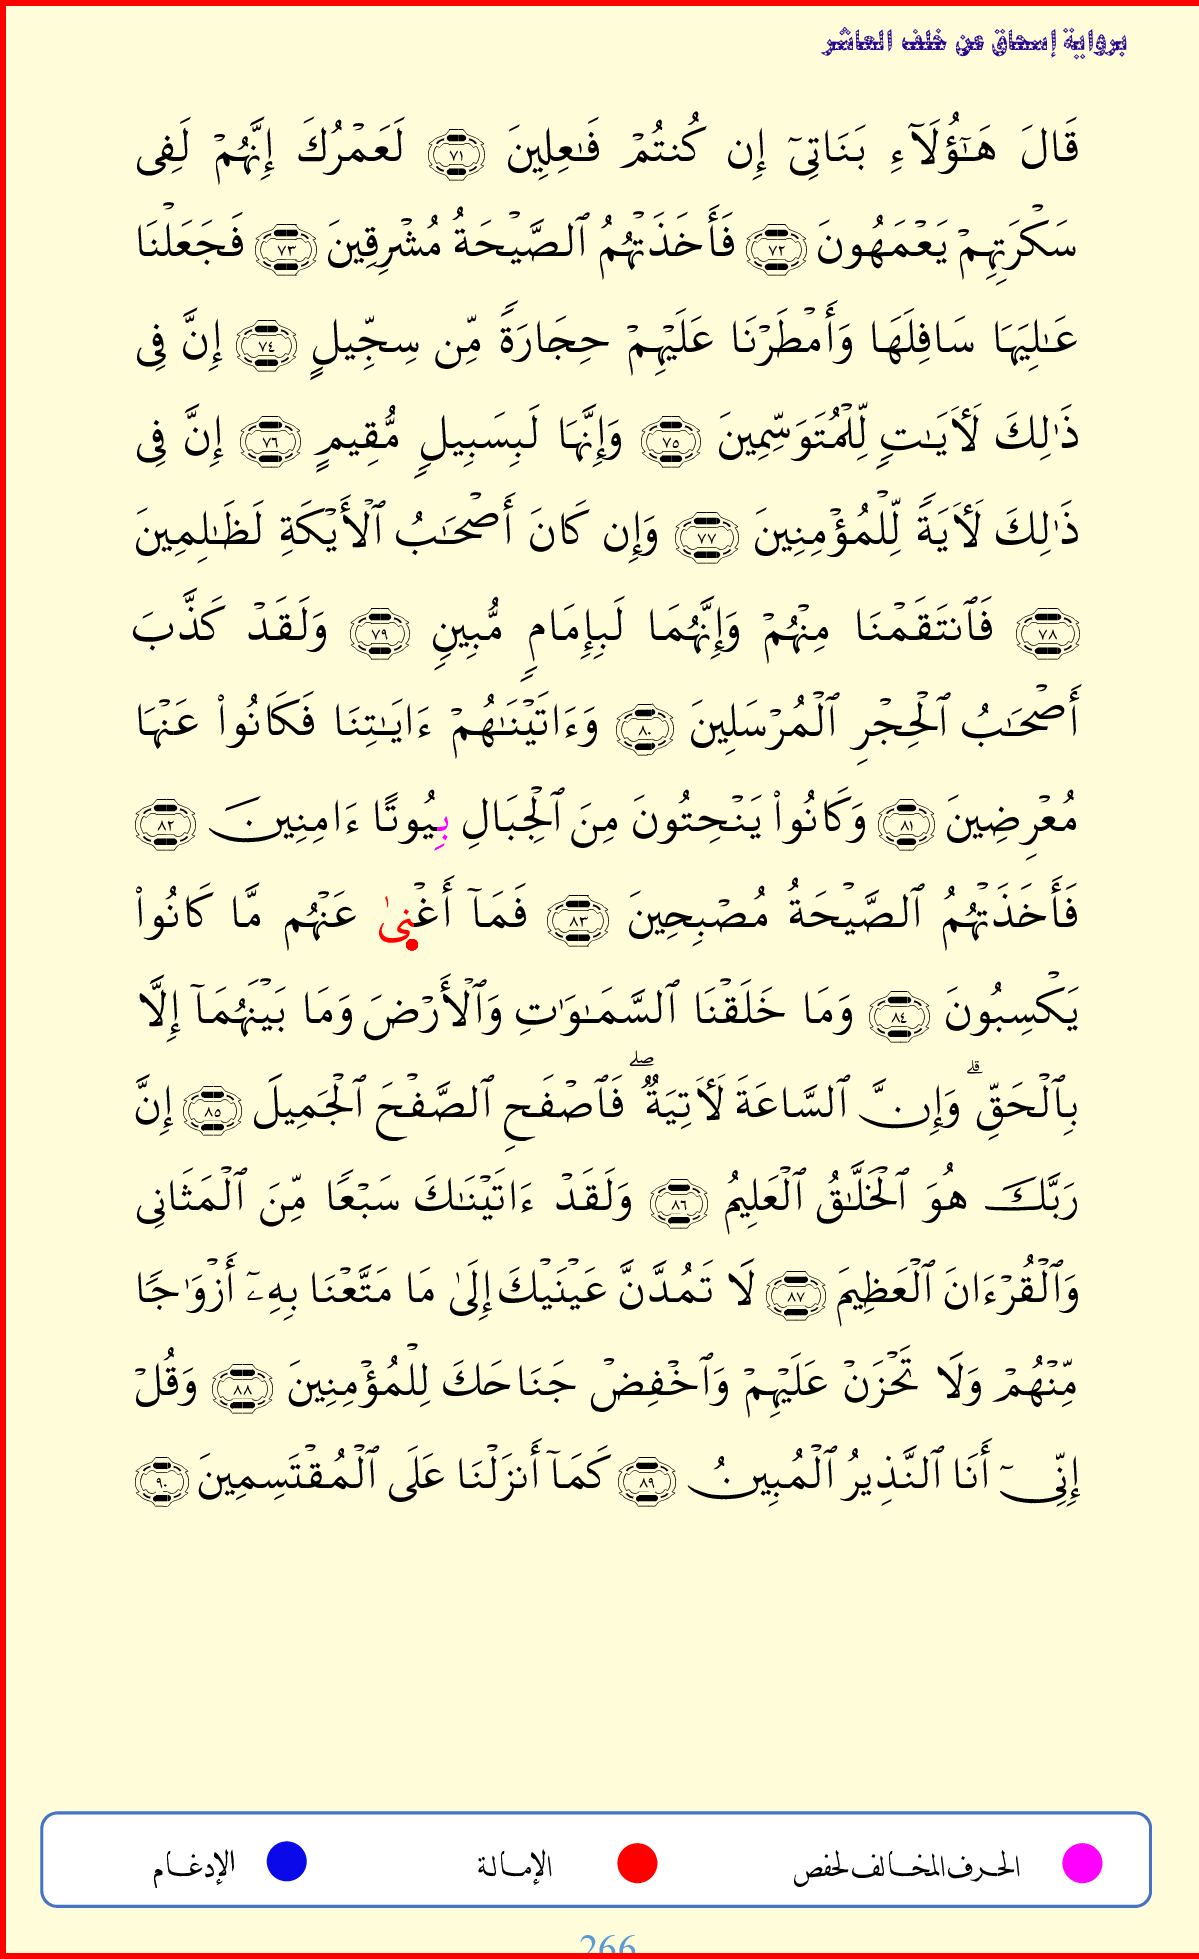 برواية إسحاق عن خلف العاشر
قَالَ هَٰٓؤُلَآءِ بَنَاتِىٓ إِن كُنتُمْ فَٰعِلِينَ ٧١ لَعَمْرُكَ إِنَّهُمْ لَفِى
سَكْرَتِهِمْ يَعْمَهُونَ ٧٢ فَأَخَذَتْهُمُ ٱلصَّيْحَةُ مُشْرِقِينَ ٧٣ فَجَعَلْنَا
عَٰلِيَهَا سَافِلَهَا وَأَمْطَرْنَا عَلَيْهِمْ حِجَارَةً مِّن سِجِّيلٍ ٧٤ إِنَّ فِى
ذَٰلِكَ لَأٓيَٰتٍ لِّلْمُتَوَسِّمِينَ ٧٥ وَإِنَّهَا لَبِسَبِيلٍ مُّقِيمٍ ٧٦ إِنَّ فِى
ذَٰلِكَ لَأٓيَةً لِّلْمُؤْمِنِينَ ٧٧ وَإِن كَانَ أَصْحَٰبُ ٱلْأَيْكَةِ لَظَٰلِمِينَ
٧٨ فَٱنتَقَمْنَا مِنْهُمْ وَإِنَّهُمَا لَبِإِمَامٍ مُّبِينٍ ٧٩ وَلَقَدْ كَذَّبَ
أَصْحَٰبُ ٱلْحِجْرِ ٱلْمُرْسَلِينَ ٨٠ وَءَاتَيْنَٰهُمْ ءَايَٰتِنَا فَكَانُوا۟ عَنْهَا
مُعْرِضِينَ ٨١ وَكَانُوا۟ يَنْحِتُونَ مِنَ ٱلْجِبَالِ بِيُوتًا ءَامِنِينَ ٨٢
فَأَخَذَتْهُمُ ٱلصَّيْحَةُ مُصْبِحِينَ ٨٣ فَمَآ أَغْنِىٰ عَنْهُم مَّا كَانُوا۟
يَكْسِبُونَ ٨٤ وَمَا خَلَقْنَا ٱلسَّمَٰوَٰتِ وَٱلْأَرْضَ وَمَا بَيْنَهُمَآ إِلَّا
بِٱلْحَقِّ ۗ وَإِنَّ ٱلسَّاعَةَ لَأٓتِيَةٌ ۖ فَٱصْفَحِ ٱلصَّفْحَ ٱلْجَمِيلَ ٨٥ إِنَّ
رَبَّكَ هُوَ ٱلْخَلَّٰقُ ٱلْعَلِيمُ ٨٦ وَلَقَدْ ءَاتَيْنَٰكَ سَبْعًا مِّنَ ٱلْمَثَانِى
وَٱلْقُرْءَانَ ٱلْعَظِيمَ ٨٧ لَا تَمُدَّنَّ عَيْنَيْكَ إِلَىٰ مَا مَتَّعْنَا بِهِۦٓ أَزْوَٰجًا
مِّنْهُمْ وَلَا تَحْزَنْ عَلَيْهِمْ وَٱخْفِضْ جَنَاحَكَ لِلْمُؤْمِنِينَ ٨٨ وَقُلْ
إِنِّىٓ أَنَا ٱلنَّذِيرُ ٱلْمُبِينُ ٨٩ كَمَآ أَنزَلْنَا عَلَى ٱلْمُقْتَسِمِينَ ٩٠
الحرف المخالف لحفص الإمالة الإدغام
266